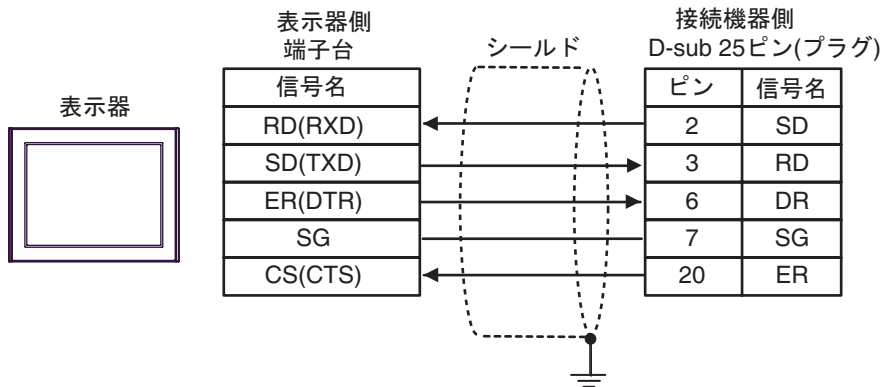 表示器側
端子台
シールド
接続機器側
D-sub 25ピン(プラグ)
表示器
信号名
ピン 信号名
RD(RXD) 2 SD
SD(TXD) 3 RD
ER(DTR) 6 DR
SG 7 SG
CS(CTS) 20 ER